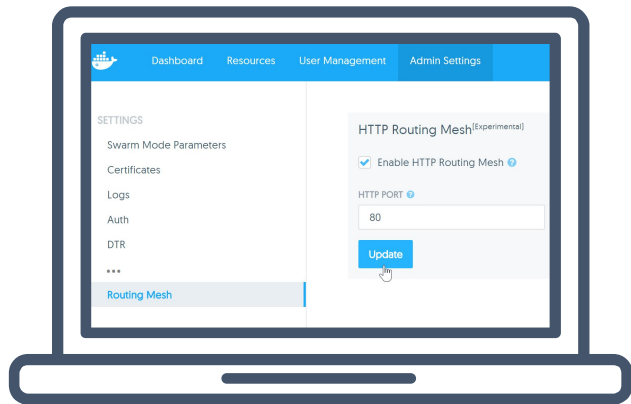 Dashboard Resources User Management Admin Settings
SETTINGS
Swarm Mode Parameters
Certificates
Logs
Auth
DTR
•••
Routing Mesh
HTTP Routing Mesh[Experimental]
Enable HTTP Routing Mesh ?
HTTP PORT ?
80
Update